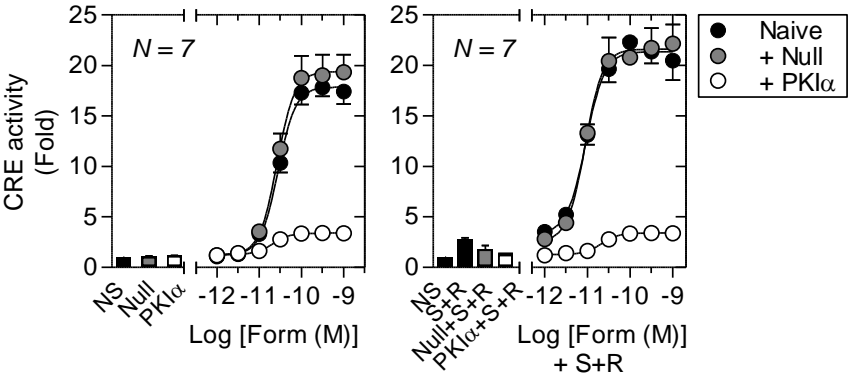 CRE activity
(Fold)
25
20
15
10
5
0
N = 7
NS
Null
PKIα
-12 -11 -10 -9
Log [Form (M)]
25
20
15
10
5
0
N = 7
NS
S+R
Null+S+R
PKIα+S+R
-12 -11 -10 -9
Log [Form (M)]
+ S+R
Naive
+ Null
+ PKIα